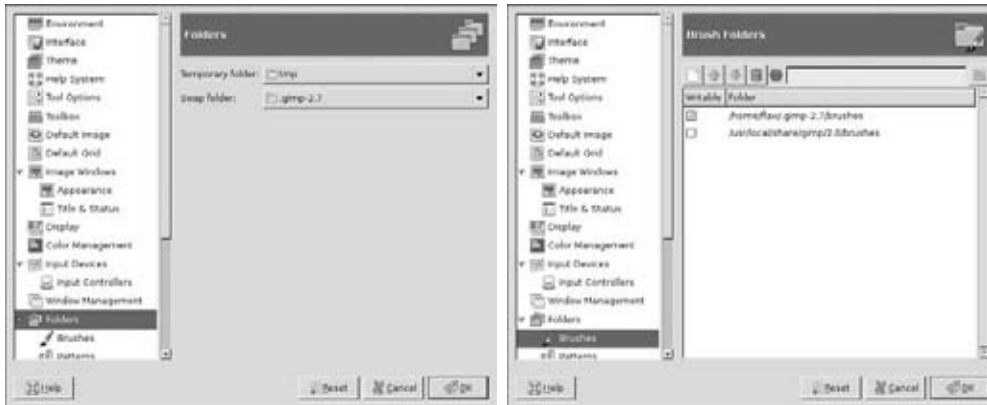 Environment
Interface
Theme
Help System
Tool Options
Toolbox
Default Image
Default Grid
Image Windows
Appearance
Title & Status
Display
Color Management
Input Devices
Input Controllers
Window Management
Folders
Brushes
Patterns
Folders
Temporary folder: tmp
Swap folder: .gimp-2.7
Help
Reset
Cancel
OK
Environment
Interface
Theme
Help System
Tool Options
Toolbox
Default Image
Default Grid
Image Windows
Appearance
Title & Status
Display
Color Management
Input Devices
Input Controllers
Window Management
Folders
Brushes
Patterns
Brush Folders
Writable Folder
/usr/local/share/gimp/2.0/brushes
Help
Reset
Cancel
OK